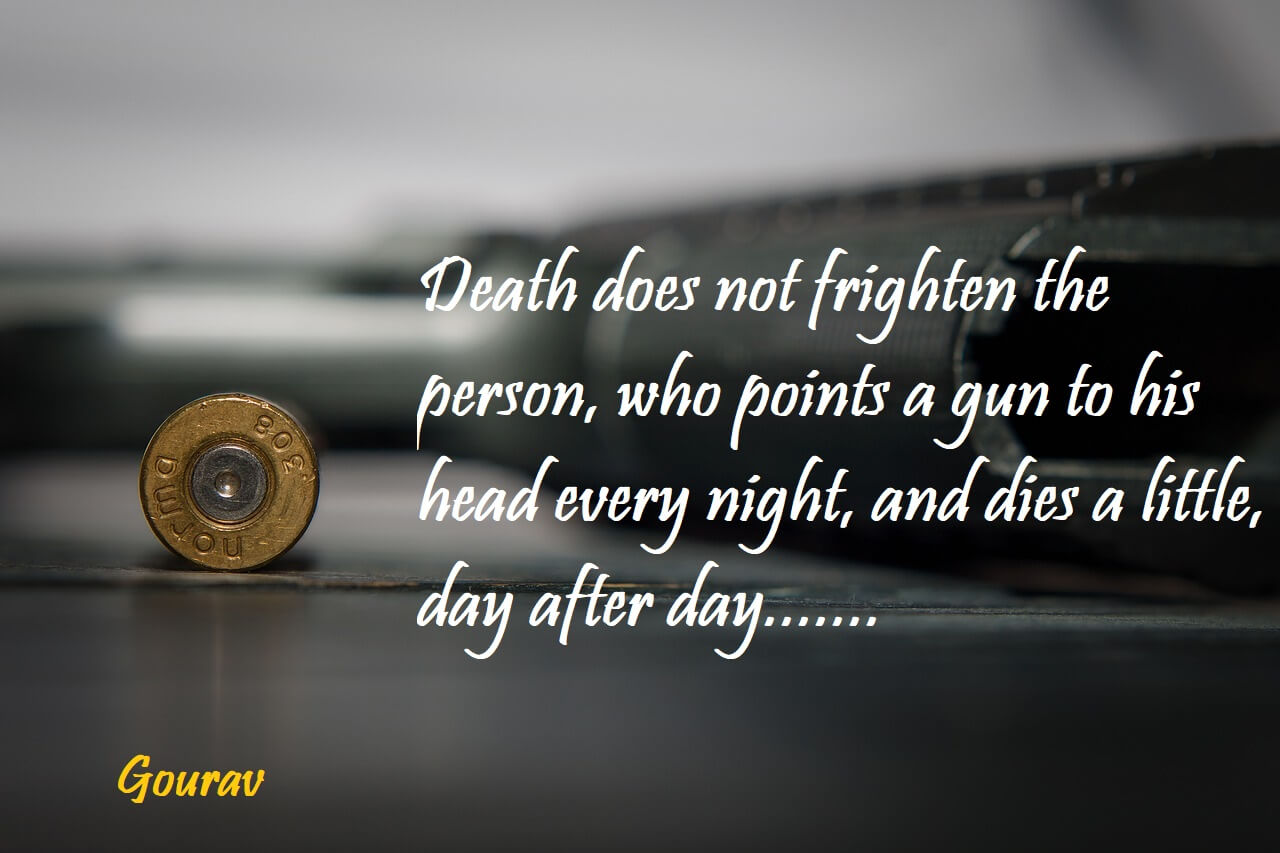 Death does not frighten the
person, who points a gun to his
head every night, and dies a little,
day after day.......
norma
308
Gourav